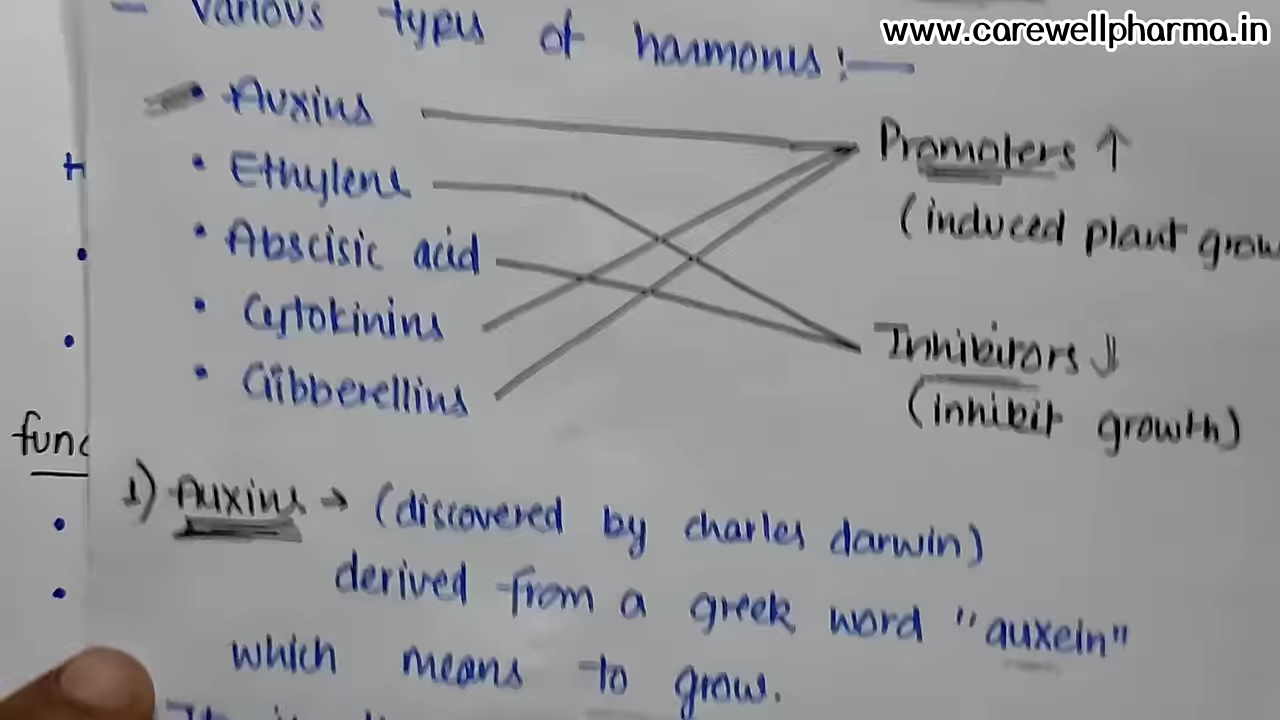 www.carewellpharma.in
- various types of harmones :—
• Auxins
Promoters ↑
• Ethylene
(induced plant grow
• Abscisic acid
• Cytokinins
Inhibitors ⇓
• Gibberellins
(inhibit growth)
func
1) Auxins → (discovered by charles darwin)
derived from a greek word "auxein"
which means to grow.